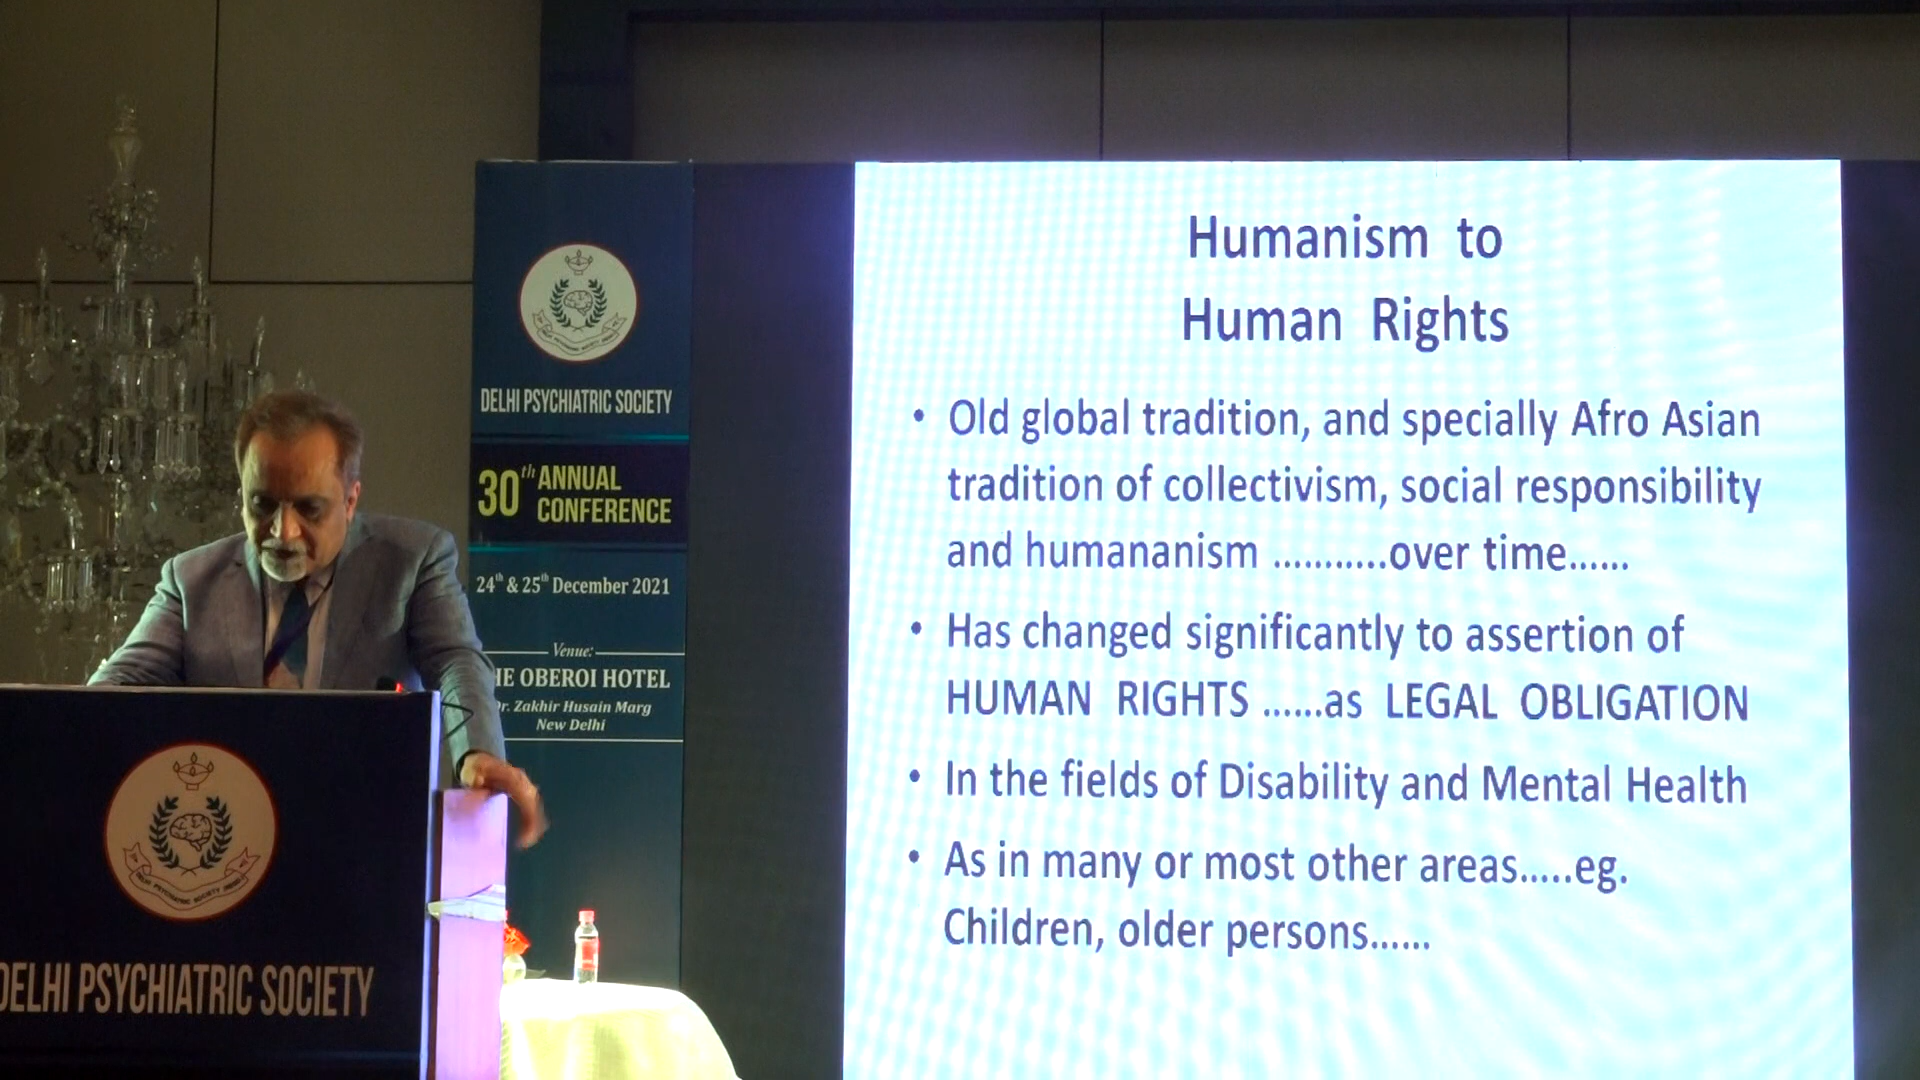 DELHI PSYCHIATRIC SOCIETY
30th ANNUAL
CONFERENCE
24th & 25th December 2021
Venue:
OBEROI HOTEL
Dr. Zakhir Husain Marg
New Delhi
DELHI PSYCHIATRIC SOCIETY
Humanism to
Human Rights
• Old global tradition, and specially Afro Asian
tradition of collectivism, social responsibility
and humananism ...........over time......
• Has changed significantly to assertion of
HUMAN RIGHTS ......as LEGAL OBLIGATION
• In the fields of Disability and Mental Health
• As in many or most other areas.....eg.
Children, older persons......